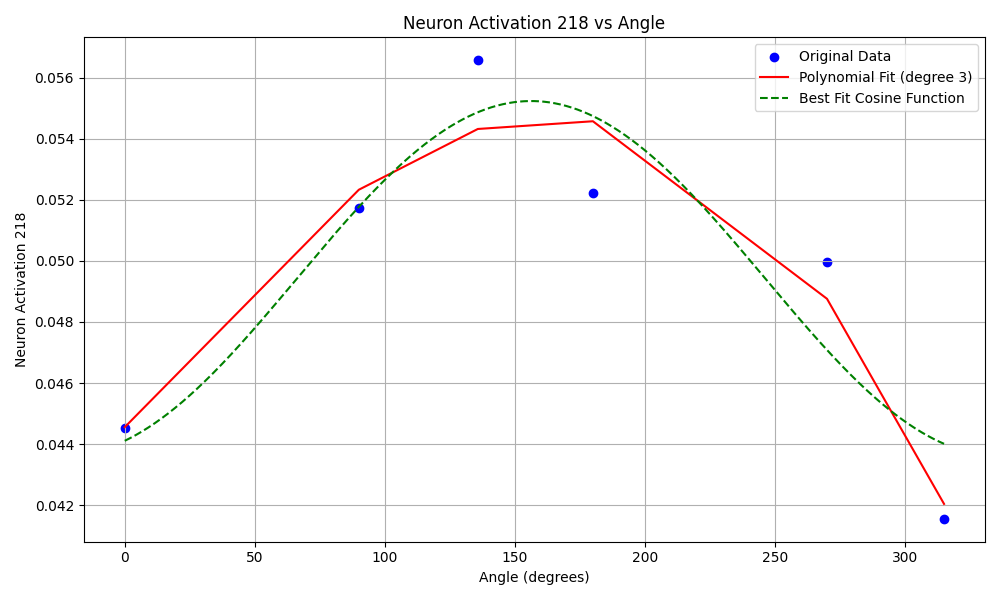 Neuron Activation 218 vs Angle
Original Data
Polynomial Fit (degree 3)
Best Fit Cosine Function
Neuron Activation 218
0.056
0.054
0.052
0.050
0.048
0.046
0.044
0.042
0
50
100
150
200
250
300
Angle (degrees)